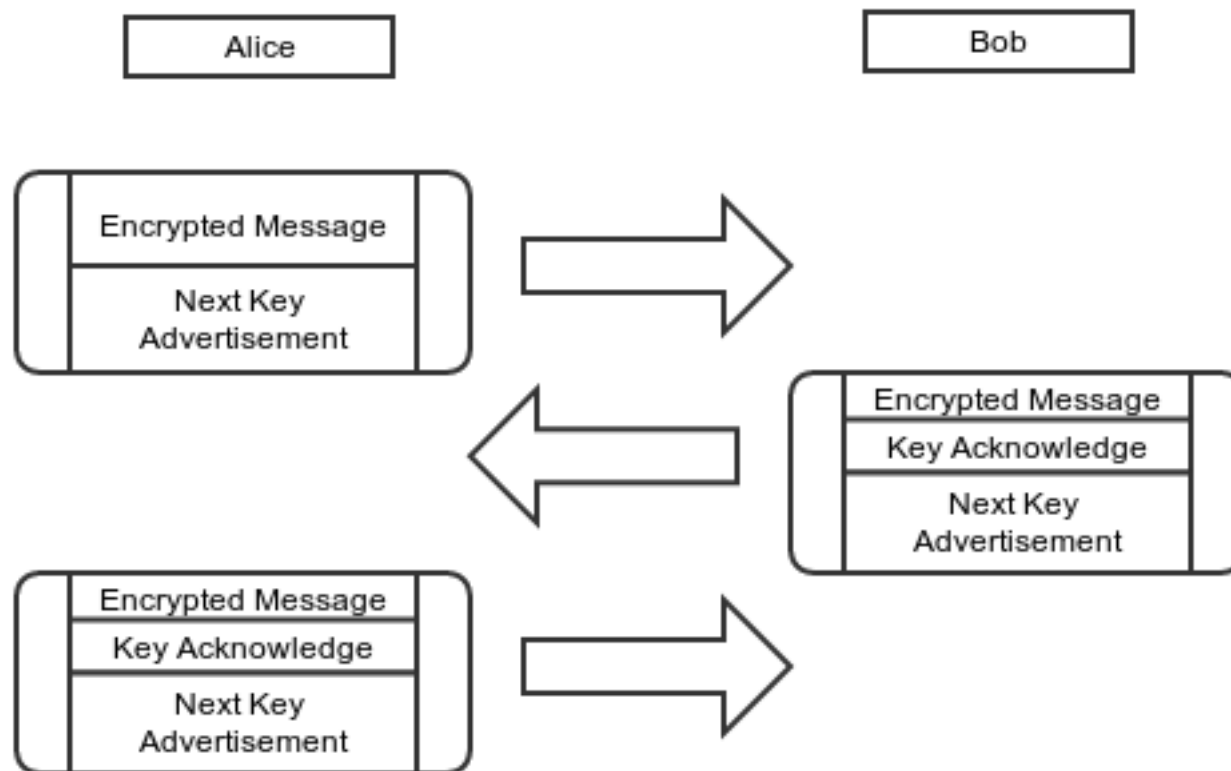 Alice
Bob
Encrypted Message
Next Key
Advertisement
Encrypted Message
Key Acknowledge
Next Key
Advertisement
Encrypted Message
Key Acknowledge
Next Key
Advertisement